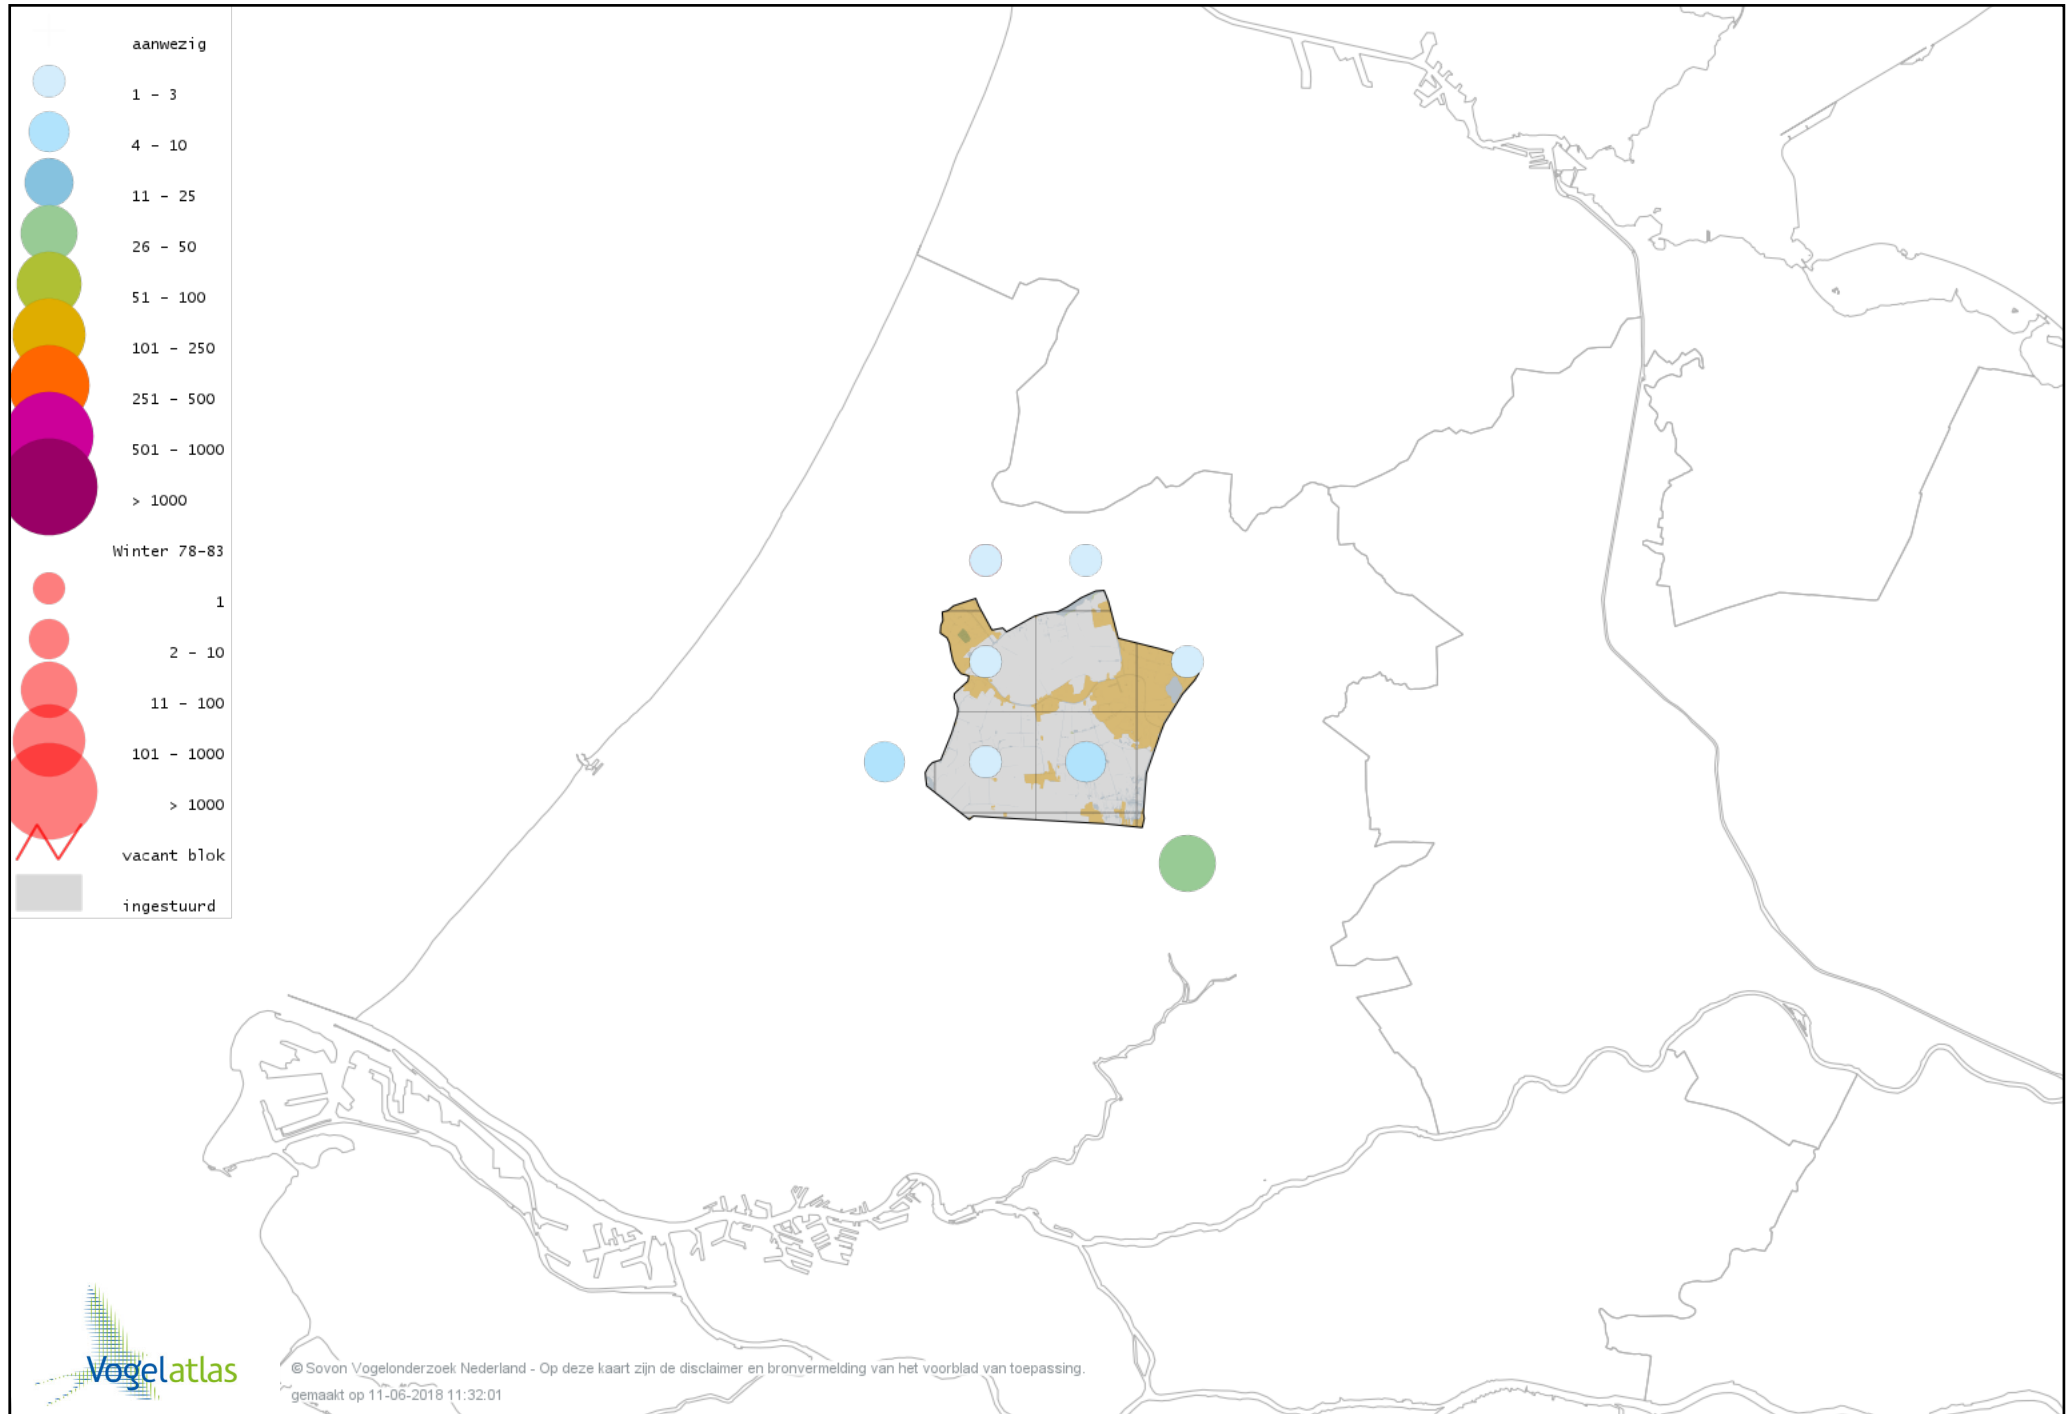 aanwezig
1 - 3
4 - 10
11 - 25
26 - 50
51 - 100
101 - 250
251 - 500
501 - 1000
> 1000
Winter 78-83
1
2 - 10
11 - 100
101 - 1000
> 1000
vacant blok
ingestuurd
Vogelatlas
© Sovon Vogelonderzoek Nederland - Op deze kaart zijn de disclaimer en bronvermelding van het voorblad van toepassing.
gemaakt op 11-06-2018 11:32:01